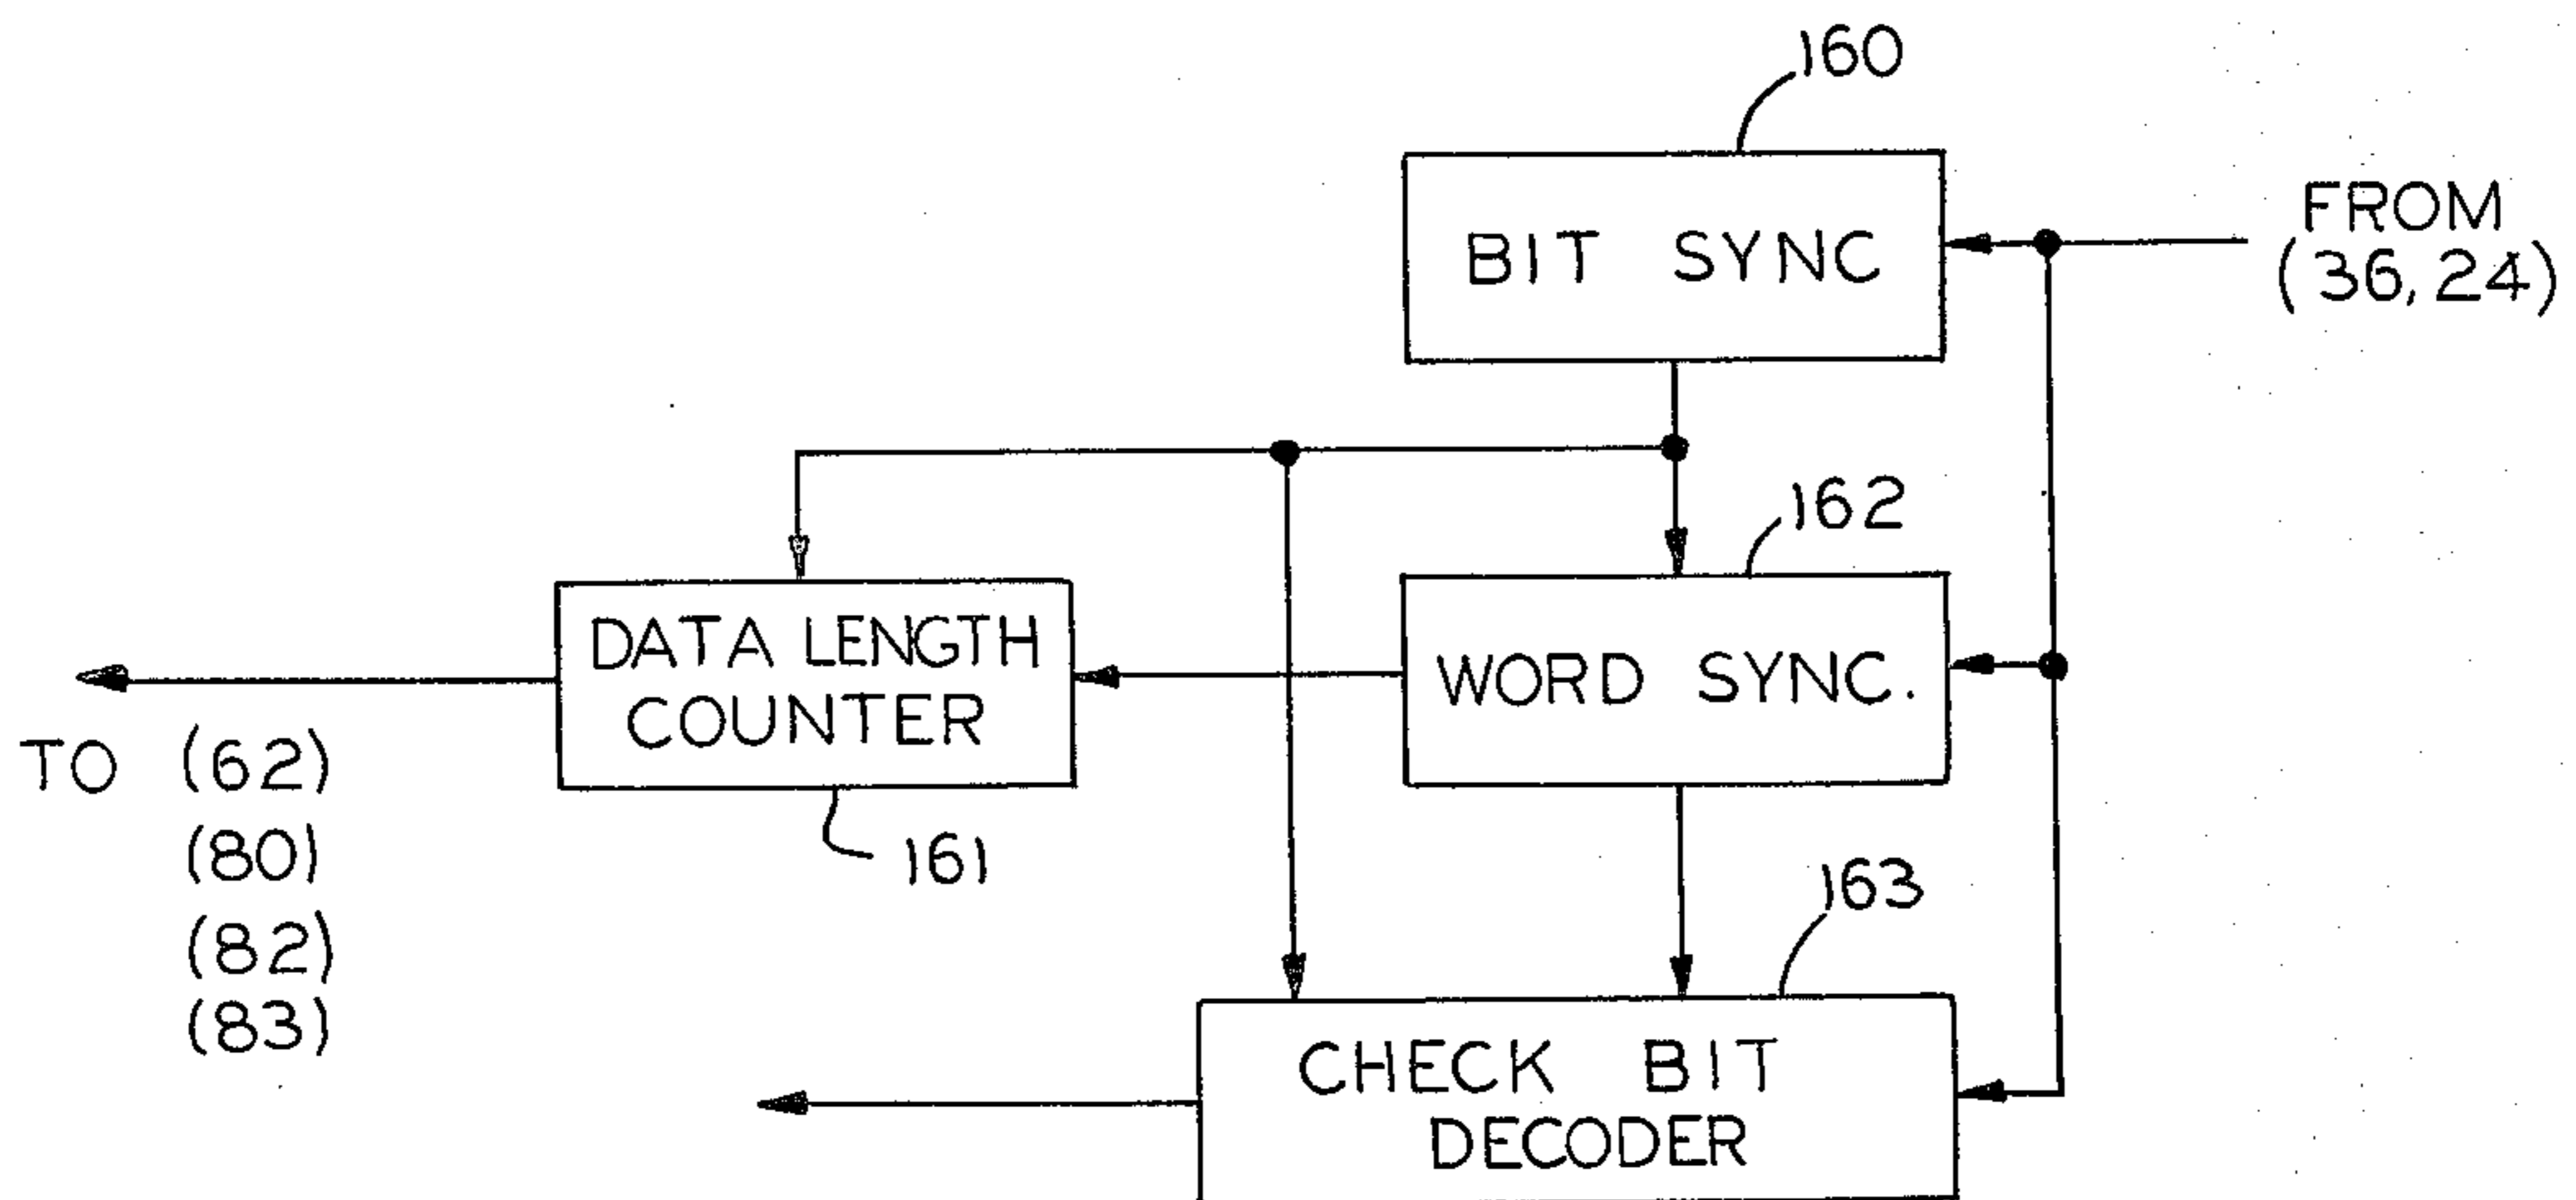 160
BIT SYNC
FROM
(36, 24)
162
DATA LENGTH
COUNTER
WORD SYNC.
TO (62)
(80)
(82)
(83)
161
163
CHECK BIT
DECODER